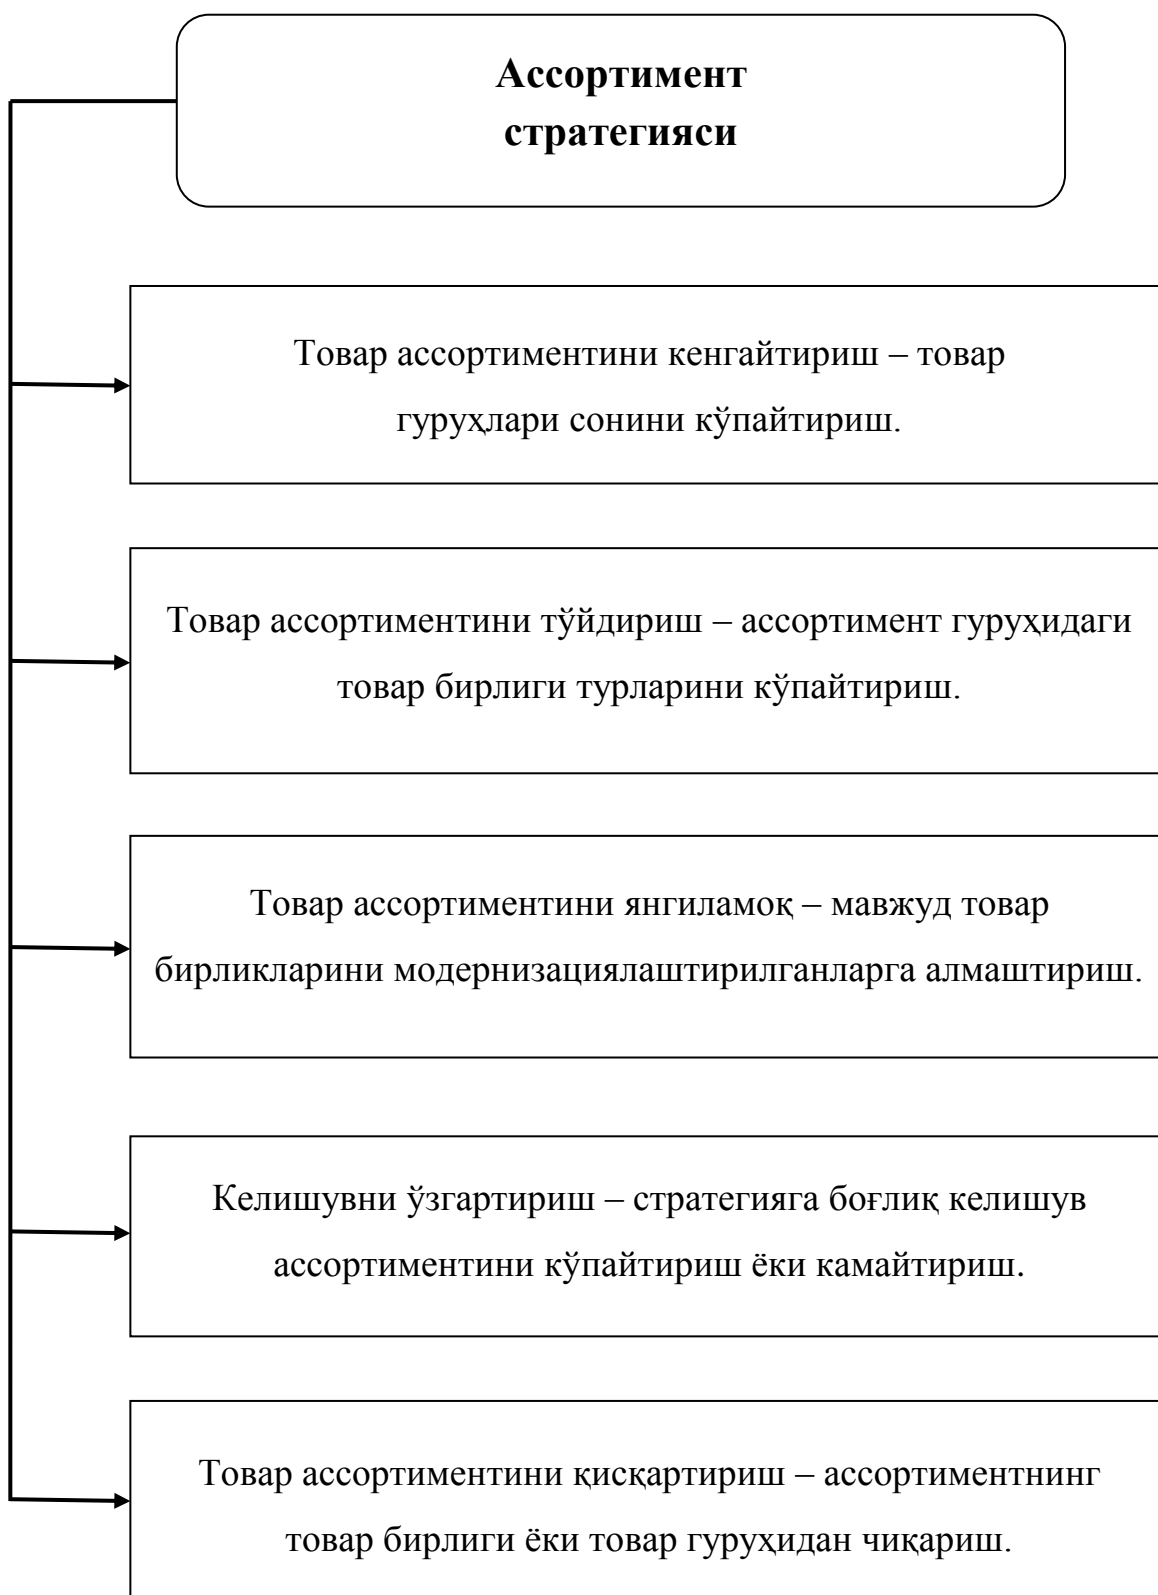 Ассортимент
стратегияси
Товар ассортиментини кенгайтириш – товар
гуруҳлари сонини кўпайтириш.
Товар ассортиментини тўйдириш – ассортимент гуруҳидаги
товар бирлиги турларини кўпайтириш.
Товар ассортиментини янгиламоқ – мавжуд товар
бирликларини модернизациялаштирилганларга алмаштириш.
Келишувни ўзгартириш – стратегияга боғлиқ келишув
ассортиментини кўпайтириш ёки камайтириш.
Товар ассортиментини қисқартириш – ассортиментнинг
товар бирлиги ёки товар гуруҳидан чиқариш.